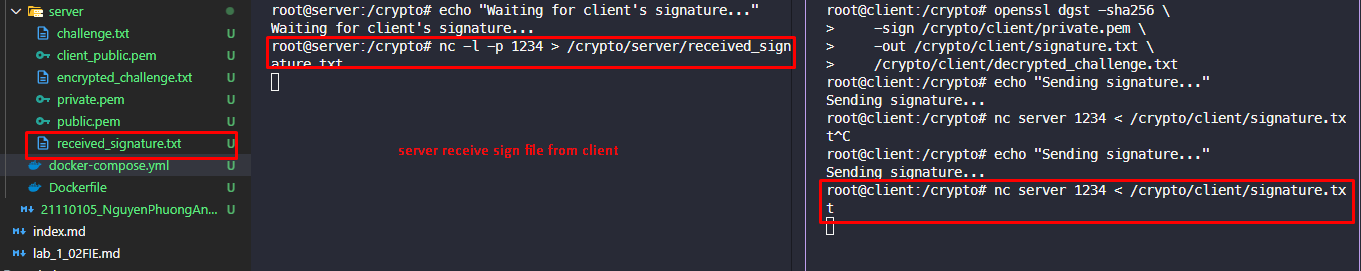 server
challenge.txt U
client_public.pem U
encrypted_challenge.txt U
private.pem U
public.pem U
received_signature.txt U
docker-compose.yml U
Dockerfile U
21110105_NguyenPhuongAn... U
index.md
lab_1_02FIE.md
root@server:/crypto# echo "Waiting for client's signature..."
Waiting for client's signature...
root@server:/crypto# nc -l -p 1234 > /crypto/server/received_sign
ature.txt
server receive sign file from client
root@client:/crypto# openssl dgst -sha256 \
> -sign /crypto/client/private.pem \
> -out /crypto/client/signature.txt \
> /crypto/client/decrypted_challenge.txt
root@client:/crypto# echo "Sending signature..."
Sending signature...
root@client:/crypto# nc server 1234 < /crypto/client/signature.tx
t^C
root@client:/crypto# echo "Sending signature..."
Sending signature...
root@client:/crypto# nc server 1234 < /crypto/client/signature.tx
t